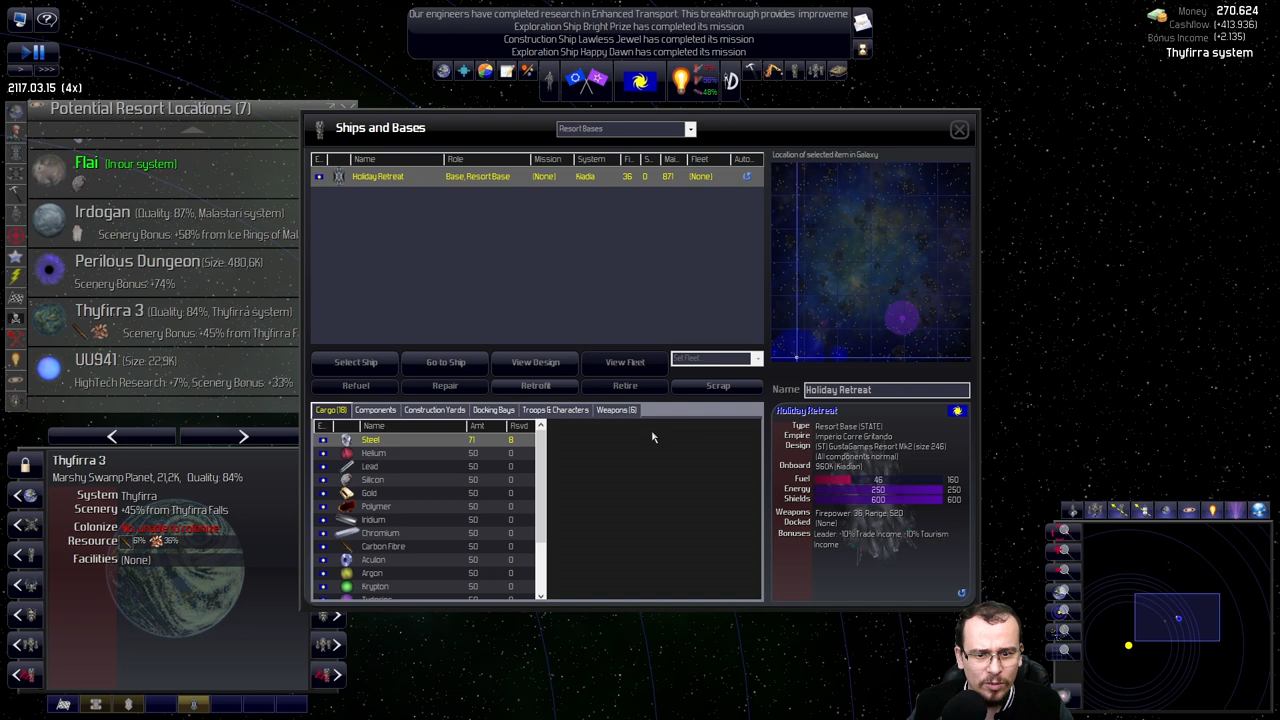 Our engineers have completed research in Enhanced Transport. This breakthrough provides improveme
Exploration Ship Bright Prize has completed its mission
Construction Ship Lawless Jewel has completed its mission
Exploration Ship Happy Dawn has completed its mission
Money 270.624
Cashflow (+413.936)
Bonus Income (+2.135)
Thyfirra system
> >>>
2117.03.15 (4x)
48%
Potential Resort Locations (7)
Flai (In our system)
Irdogan (Quality: 87%, Malastari system)
Scenery Bonus: +58% from Ice Rings of Mal
Perilous Dungeon (Size: 480,6K)
Scenery Bonus: +74%
Thyfirra 3 (Quality: 84%, Thyfirra system)
Scenery Bonus: +45% from Thyfirra F
UU941 (Size: 22,9K)
HighTech Research: +7%, Scenery Bonus: +33%
Thyfirra 3
Marshy Swamp Planet, 21,2K, Quality: 84%
System Thyfirra
Scenery +45% from Thyfirra Falls
Colonize
Resource 61% 36%
Facilities (None)
Ships and Bases
Resort Bases
E... Name Role Mission System Fi... S... Mai... Fleet Auto...
Holiday Retreat Base, Resort Base (None) Kiadia 36 0 871 (None)
Select Ship Go to Ship View Design View Fleet Set Fleet...
Refuel Repair Retrofit Retire Scrap
Cargo (18) Components Construction Yards Docking Bays Troops & Characters Weapons (6)
E... Name Amt Rsvd
Steel 71 8
Helium 50 0
Lead 50 0
Silicon 50 0
Gold 50 0
Polymer 50 0
Iridium 50 0
Chromium 50 0
Carbon Fibre 50 0
Aculon 50 0
Argon 50 0
Krypton 50 0
Location of selected item in Galaxy
Name Holiday Retreat
Holiday Retreat
Type Resort Base (STATE)
Empire Imperio Corre Gritando
Design (ST) GustaGames Resort Mk2 (size 246)
(All components normal)
Onboard 960K (Kiadian)
Fuel 46 160
Energy 250 250
Shields 600 600
Weapons Firepower: 36 Range: 520
Docked (None)
Bonuses Leader: -10% Trade Income, -10% Tourism
Income